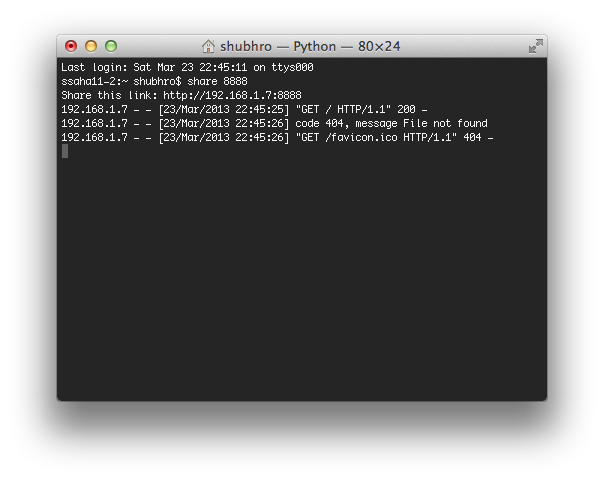 shubhro — Python — 80×24
Last login: Sat Mar 23 22:45:11 on ttys000
ssaha11-2:~ shubhro$ share 8888
Share this link: http://192.168.1.7:8888
192.168.1.7 - - [23/Mar/2013 22:45:25] "GET / HTTP/1.1" 200 -
192.168.1.7 - - [23/Mar/2013 22:45:26] code 404, message File not found
192.168.1.7 - - [23/Mar/2013 22:45:26] "GET /favicon.ico HTTP/1.1" 404 -